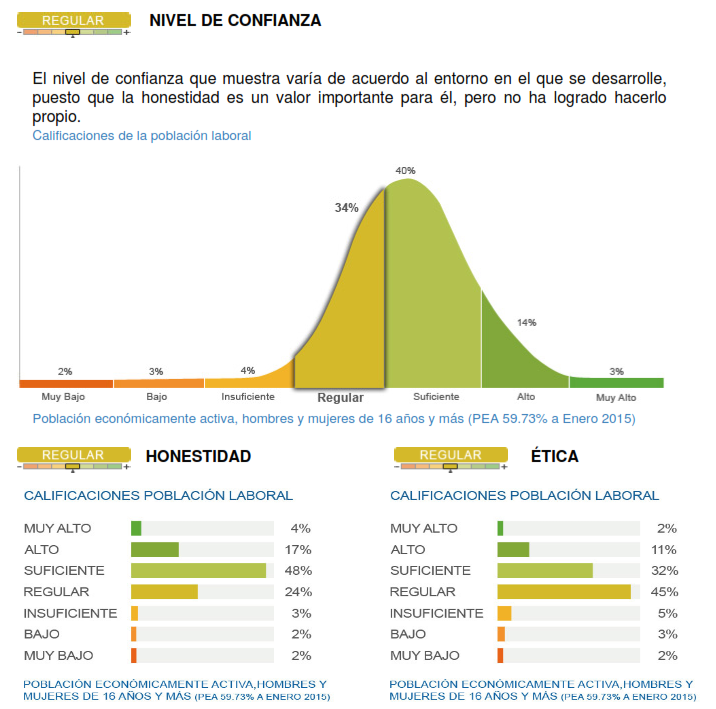 REGULAR NIVEL DE CONFIANZA
- +
El nivel de confianza que muestra varía de acuerdo al entorno en el que se desarrolle,
puesto que la honestidad es un valor importante para él, pero no ha logrado hacerlo
propio.
Calificaciones de la población laboral
40%
34%
14%
2% 3% 4% 3%
Muy Bajo Bajo Insuficiente Regular Suficiente Alto Muy Alto
Población económicamente activa, hombres y mujeres de 16 años y más (PEA 59.73% a Enero 2015)
REGULAR HONESTIDAD
- +
CALIFICACIONES POBLACIÓN LABORAL
MUY ALTO 4%
ALTO 17%
SUFICIENTE 48%
REGULAR 24%
INSUFICIENTE 3%
BAJO 2%
MUY BAJO 2%
POBLACIÓN ECONÓMICAMENTE ACTIVA,HOMBRES Y
MUJERES DE 16 AÑOS Y MÁS (PEA 59.73% A ENERO 2015)
REGULAR ÉTICA
- +
CALIFICACIONES POBLACIÓN LABORAL
MUY ALTO 2%
ALTO 11%
SUFICIENTE 32%
REGULAR 45%
INSUFICIENTE 5%
BAJO 3%
MUY BAJO 2%
POBLACIÓN ECONÓMICAMENTE ACTIVA,HOMBRES Y
MUJERES DE 16 AÑOS Y MÁS (PEA 59.73% A ENERO 2015)